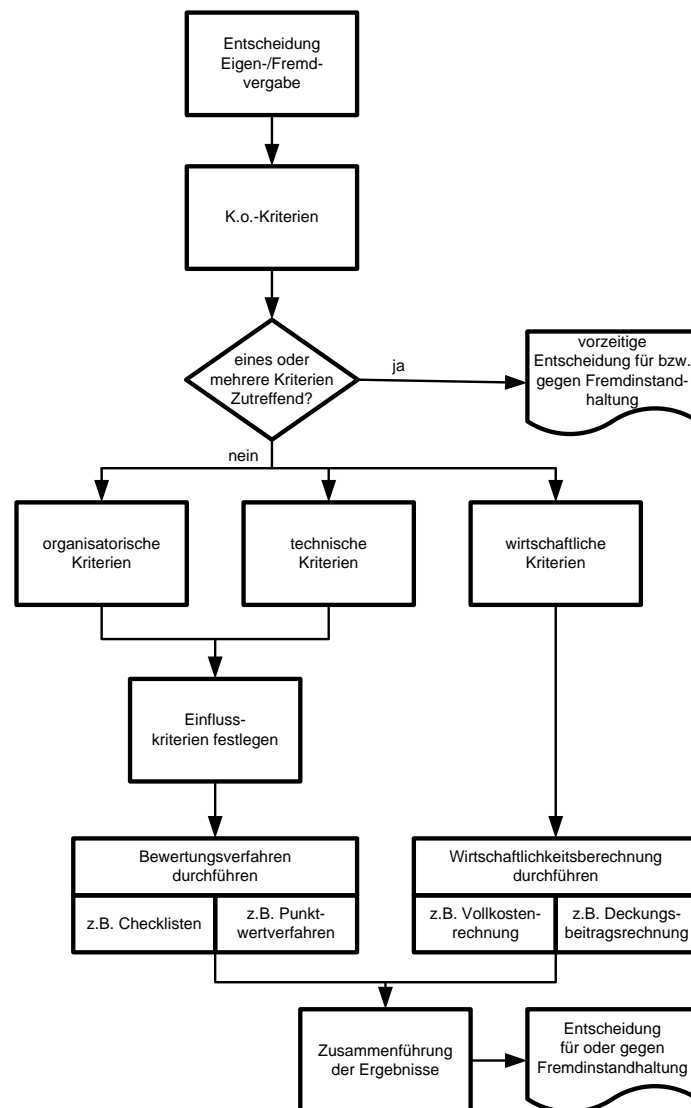 Entscheidung
Eigen-/Fremd-
vergabe
K.o.-Kriterien
eines oder
mehrere Kriterien
Zutreffend?
ja
vorzeitige
Entscheidung für bzw.
gegen Fremdinstand-
haltung
nein
organisatorische
Kriterien
technische
Kriterien
wirtschaftliche
Kriterien
Einfluss-
kriterien festlegen
Bewertungsverfahren
durchführen
z.B. Checklisten
z.B. Punkt-
wertverfahren
Wirtschaftlichkeitsberechnung
durchführen
z.B. Vollkosten-
rechnung
z.B. Deckungs-
beitragsrechnung
Zusammenführung
der Ergebnisse
Entscheidung
für oder gegen
Fremdinstandhaltung